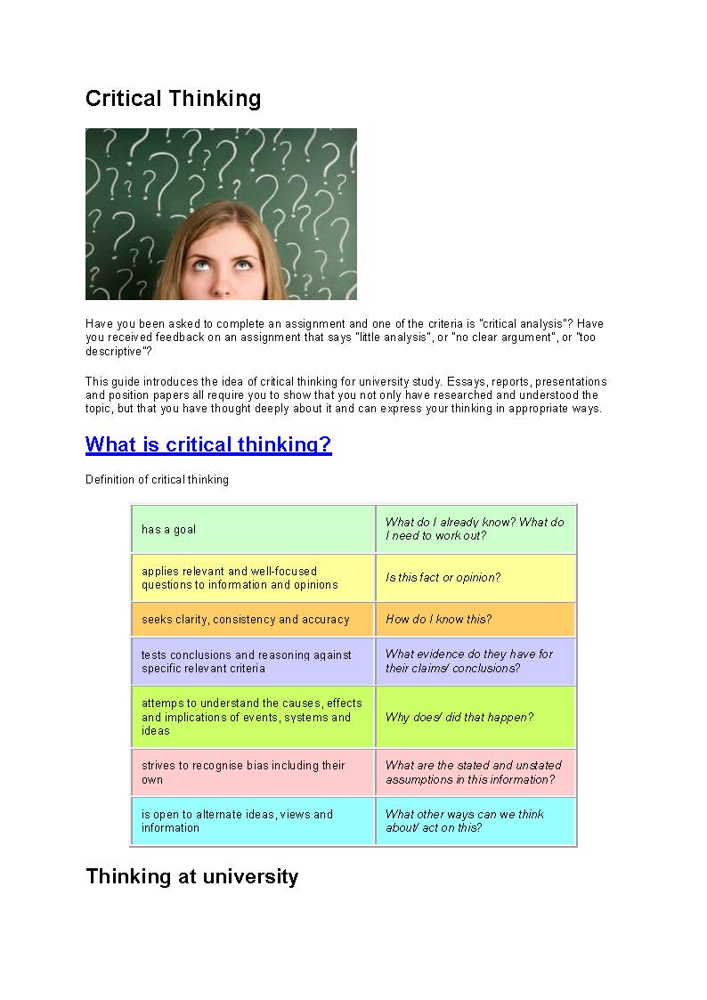 Critical Thinking
Have you been asked to complete an assignment and one of the criteria is "critical analysis"? Have
you received feedback on an assignment that says "little analysis", or "no clear argument", or "too
descriptive"?
This guide introduces the idea of critical thinking for university study. Essays, reports, presentations
and position papers all require you to show that you not only have researched and understood the
topic, but that you have thought deeply about it and can express your thinking in appropriate ways.
What is critical thinking?
Definition of critical thinking
has a goal
What do I already know? What do
I need to work out?
applies relevant and well-focused
questions to information and opinions
Is this fact or opinion?
seeks clarity, consistency and accuracy
How do I know this?
tests conclusions and reasoning against
specific relevant criteria
What evidence do they have for
their claims/ conclusions?
attemps to understand the causes, effects
and implications of events, systems and
ideas
Why does/ did that happen?
strives to recognise bias including their
own
What are the stated and unstated
assumptions in this information?
is open to alternate ideas, views and
information
What other ways can we think
about/ act on this?
Thinking at university